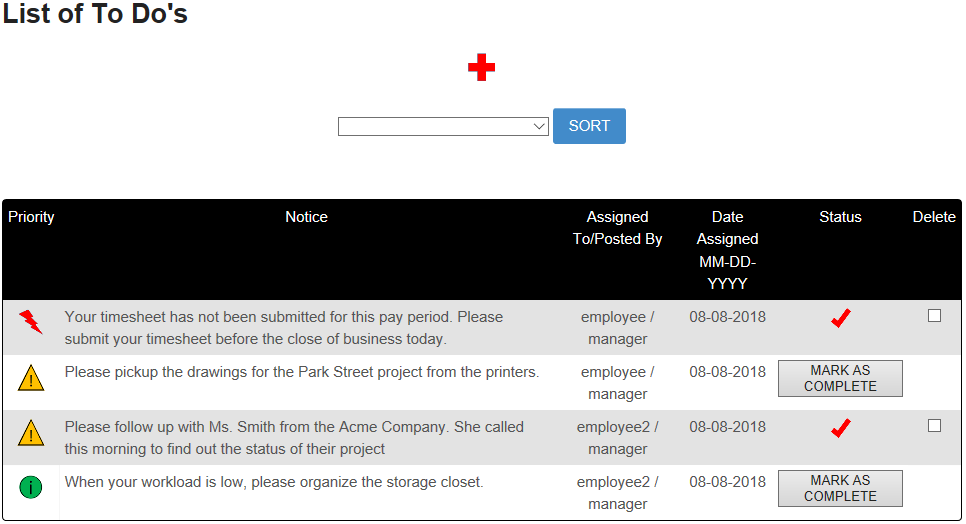 List of To Do's
SORT
Priority Notice Assigned To/Posted By Date Assigned MM-DD-YYYY Status Delete
Your timesheet has not been submitted for this pay period. Please
submit your timesheet before the close of business today.
employee /
manager
08-08-2018
Please pickup the drawings for the Park Street project from the printers.
employee /
manager
08-08-2018
MARK AS
COMPLETE
Please follow up with Ms. Smith from the Acme Company. She called
this morning to find out the status of their project
employee2 /
manager
08-08-2018
When your workload is low, please organize the storage closet.
employee2 /
manager
08-08-2018
MARK AS
COMPLETE